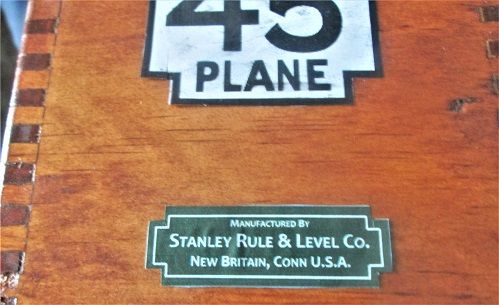 45
PLANE
MANUFACTURED BY
STANLEY RULE & LEVEL CO.
NEW BRITAIN, CONN U.S.A.